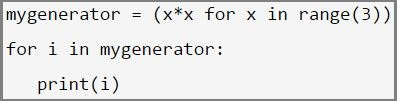 mygenerator = (x*x for x in range(3))
for i in mygenerator:
print(i)